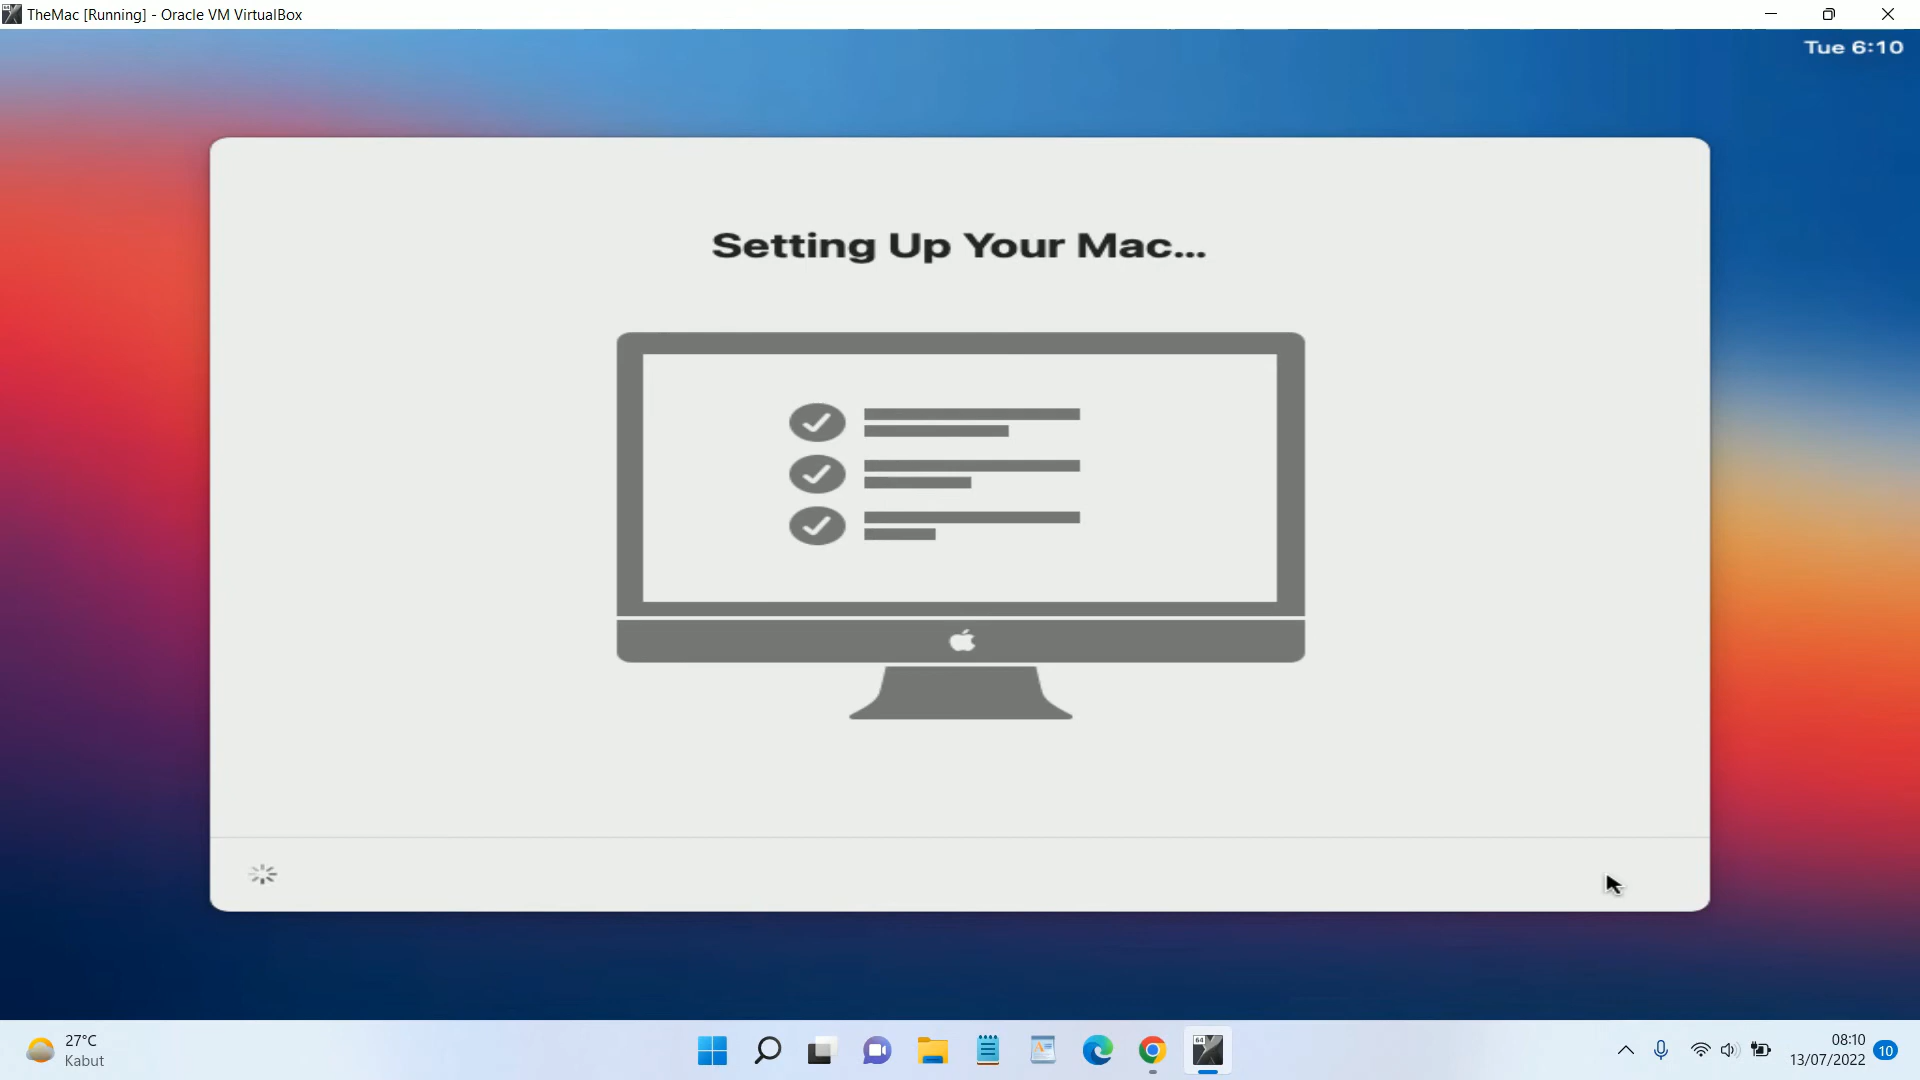 TheMac [Running] - Oracle VM VirtualBox
Tue 6:10
Setting Up Your Mac...
27°C
Kabut
64
08:10
13/07/2022
10